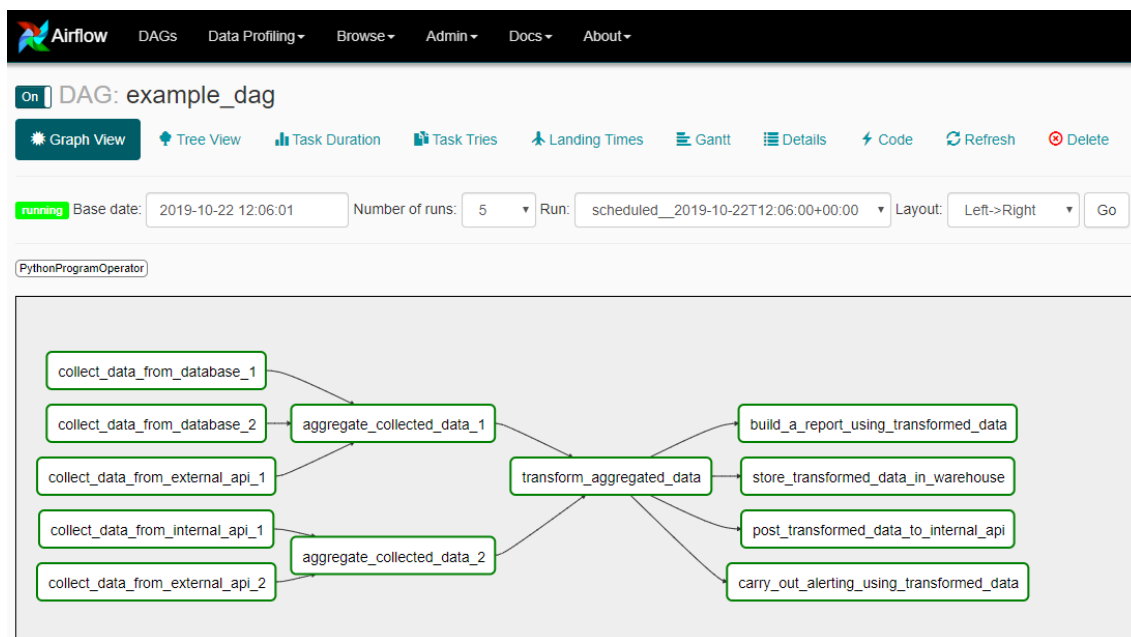 Airflow DAGs Data Profiling Browse Admin Docs About
On DAG: example_dag
Graph View Tree View Task Duration Task Tries Landing Times Gantt Details Code Refresh Delete
running Base date: 2019-10-22 12:06:01 Number of runs: 5 Run: scheduled__2019-10-22T12:06:00+00:00 Layout: Left->Right Go
PythonProgramOperator
collect_data_from_database_1
collect_data_from_database_2
collect_data_from_external_api_1
collect_data_from_internal_api_1
collect_data_from_external_api_2
aggregate_collected_data_1
aggregate_collected_data_2
transform_aggregated_data
build_a_report_using_transformed_data
store_transformed_data_in_warehouse
post_transformed_data_to_internal_api
carry_out_alerting_using_transformed_data